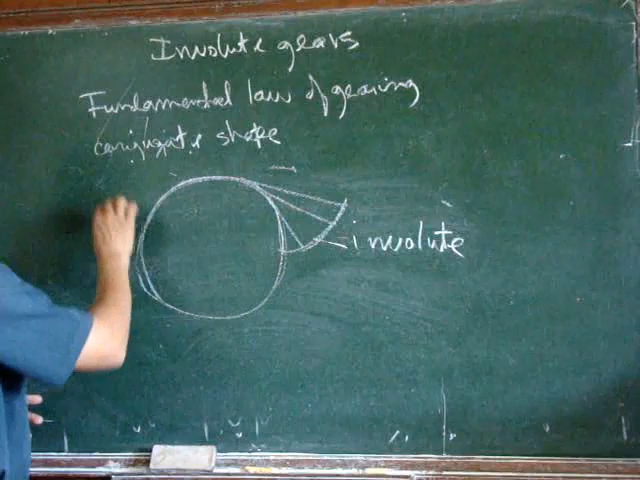 Involute gears
Fundamental law of gearing
conjugate shape
involute